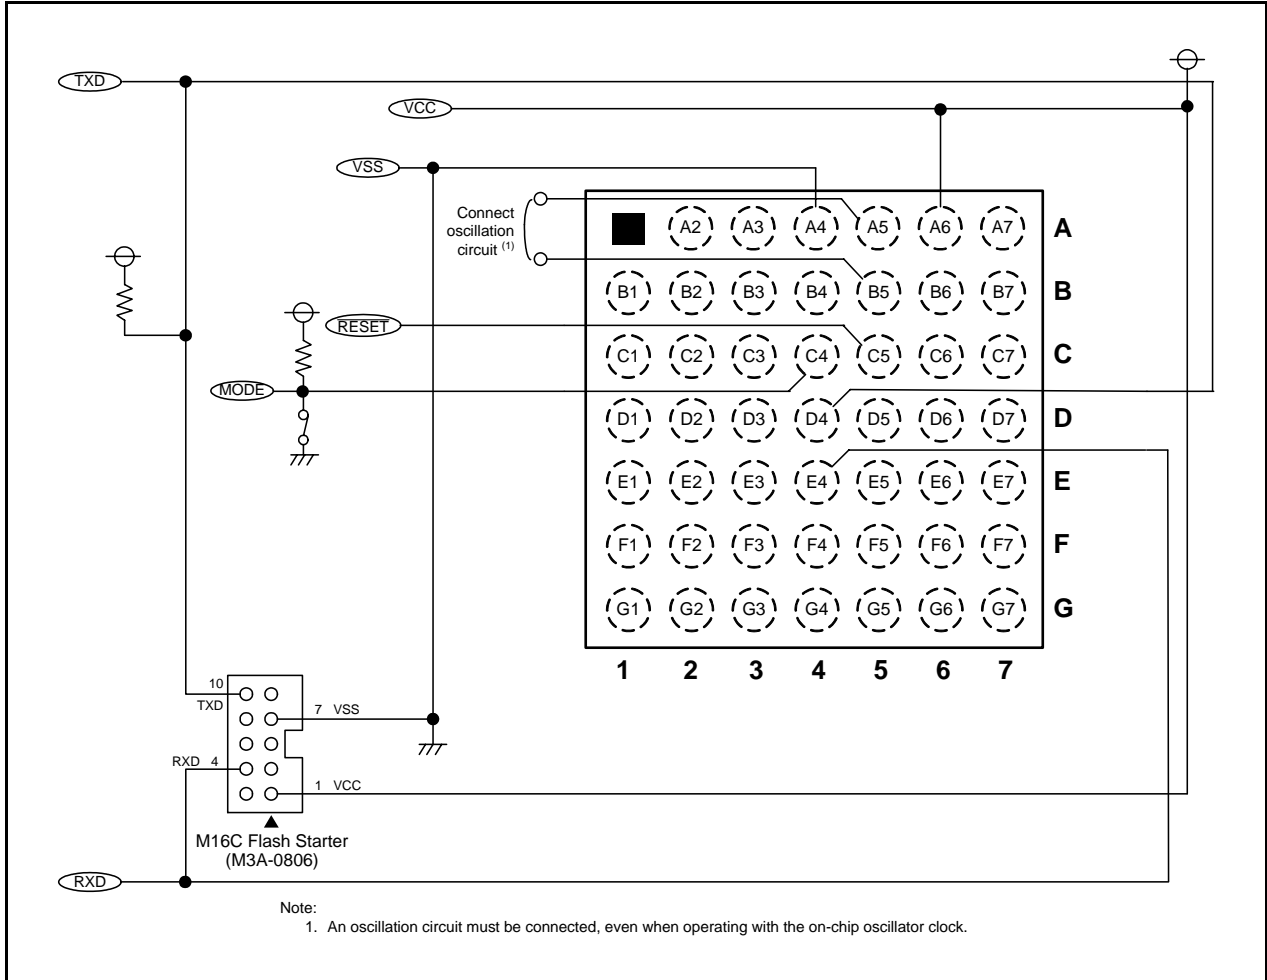 TXD
VCC
VSS
Connect
oscillation
circuit (1)
A2 A3 A4 A5 A6 A7 A
B1 B2 B3 B4 B5 B6 B7 B
RESET
C1 C2 C3 C4 C5 C6 C7 C
MODE
D1 D2 D3 D4 D5 D6 D7 D
E1 E2 E3 E4 E5 E6 E7 E
F1 F2 F3 F4 F5 F6 F7 F
G1 G2 G3 G4 G5 G6 G7 G
1 2 3 4 5 6 7
10
TXD
7 VSS
RXD 4
1 VCC
M16C Flash Starter
(M3A-0806)
RXD
Note:
1. An oscillation circuit must be connected, even when operating with the on-chip oscillator clock.